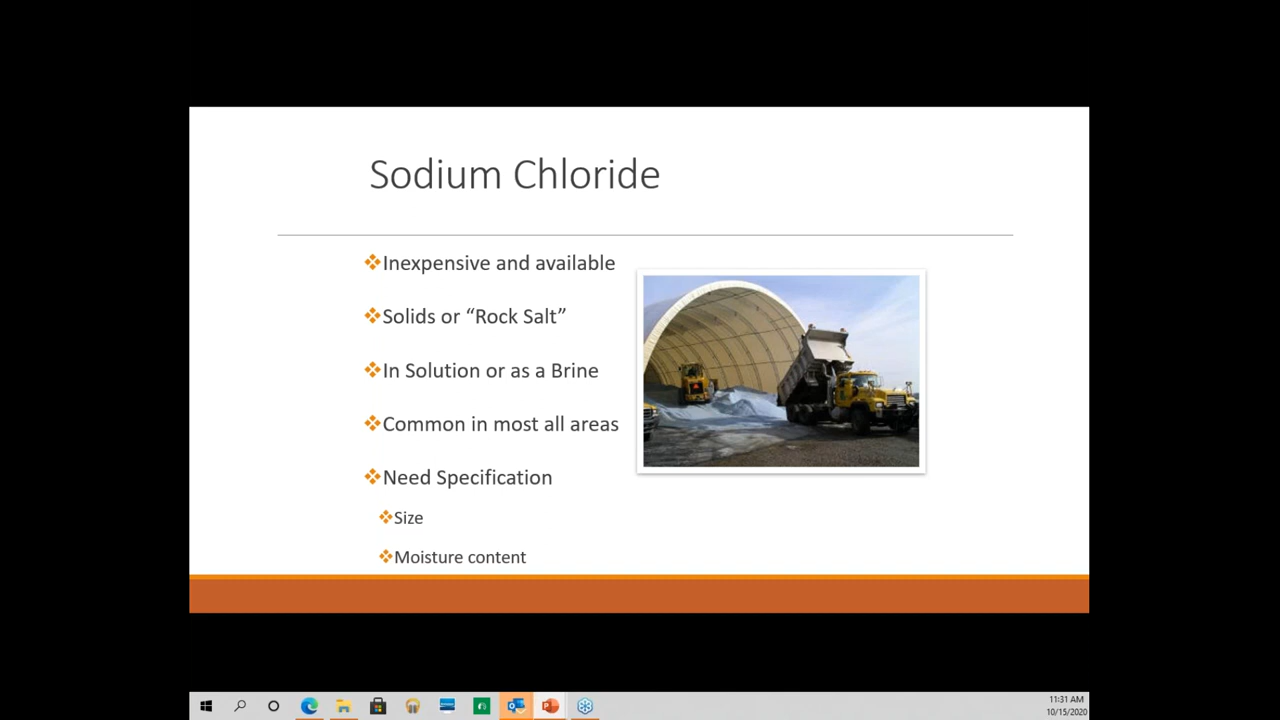 Sodium Chloride
Inexpensive and available
Solids or “Rock Salt”
In Solution or as a Brine
Common in most all areas
Need Specification
Size
Moisture content
11:31 AM
10/15/2020